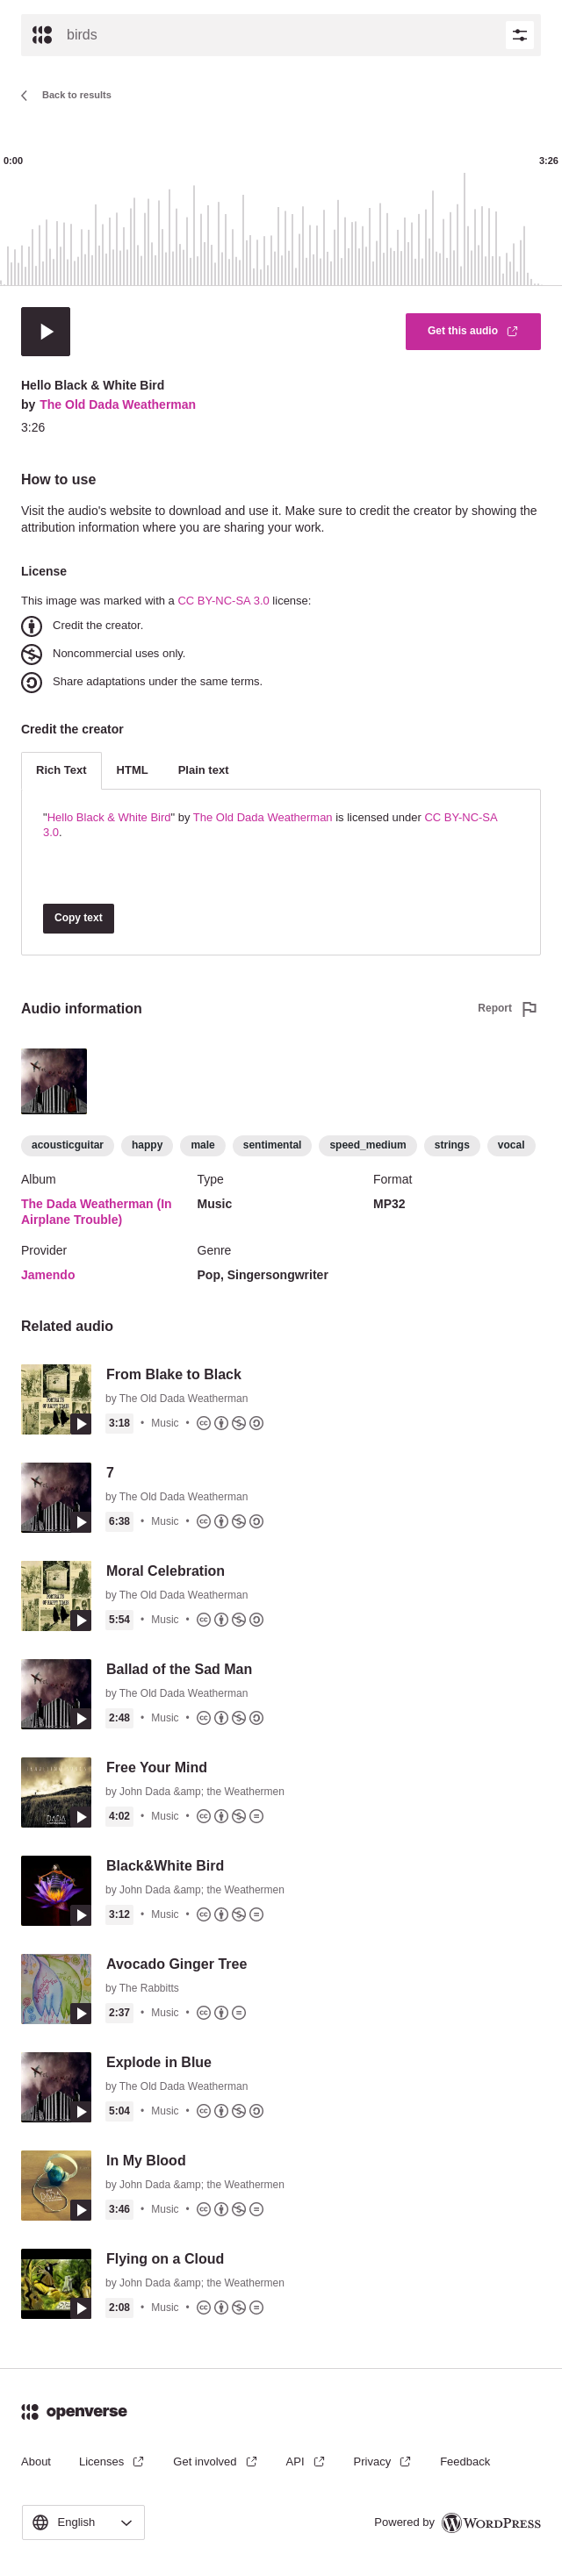 birds
Back to results
0:00
3:26
Get this audio
Hello Black & White Bird
by The Old Dada Weatherman
3:26
How to use
Visit the audio's website to download and use it. Make sure to credit the creator by showing the
attribution information where you are sharing your work.
License
This image was marked with a CC BY-NC-SA 3.0 license:
Credit the creator.
Noncommercial uses only.
Share adaptations under the same terms.
Credit the creator
Rich Text HTML Plain text
"Hello Black & White Bird" by The Old Dada Weatherman is licensed under CC BY-NC-SA
3.0.
Copy text
Audio information
Report
acousticguitar happy male sentimental speed_medium strings vocal
Album Type Format
The Dada Weatherman (In Music MP32
Airplane Trouble)
Provider Genre
Jamendo Pop, Singersongwriter
Related audio
From Blake to Black
by The Old Dada Weatherman
3:18 • Music •
7
by The Old Dada Weatherman
6:38 • Music •
Moral Celebration
by The Old Dada Weatherman
5:54 • Music •
Ballad of the Sad Man
by The Old Dada Weatherman
2:48 • Music •
Free Your Mind
by John Dada &amp; the Weathermen
4:02 • Music •
Black&White Bird
by John Dada &amp; the Weathermen
3:12 • Music •
Avocado Ginger Tree
by The Rabbitts
2:37 • Music •
Explode in Blue
by The Old Dada Weatherman
5:04 • Music •
In My Blood
by John Dada &amp; the Weathermen
3:46 • Music •
Flying on a Cloud
by John Dada &amp; the Weathermen
2:08 • Music •
openverse
About Licenses Get involved API Privacy Feedback
English
Powered by WORDPRESS